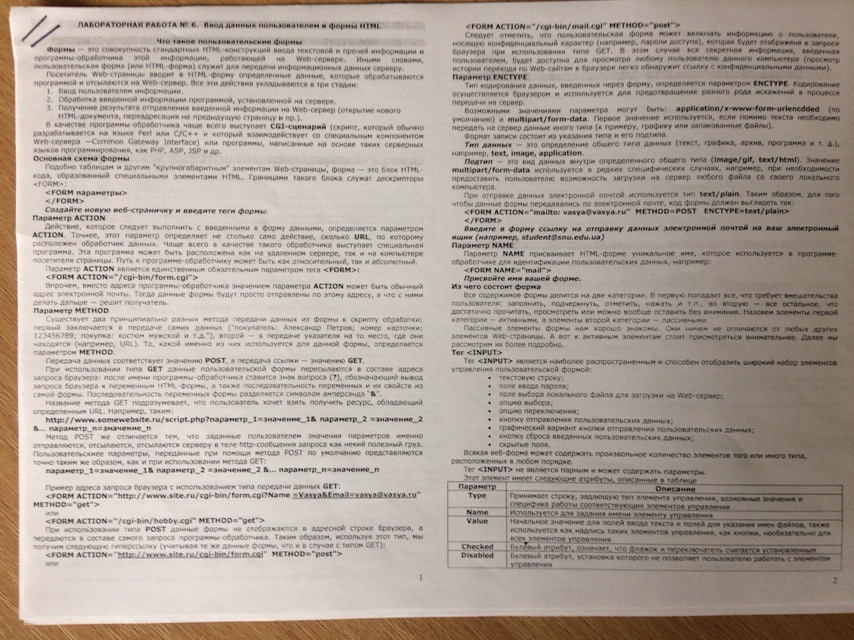 ЛАБОРАТОРНАЯ РАБОТА № 6. Ввод данных пользователем в формы HTML
Что такое пользовательские формы
Формы — это совокупность стандартных HTML-конструкций ввода текстовой и прочей информации и
программы-обработчика этой информации, работающей на Web-сервере. Иными словами,
пользовательская форма (или HTML-форма) служит для передачи информационных данных серверу.
Посетитель Web-страницы вводит в HTML-форму определенные данные, которые обрабатываются
программой и отсылаются на Web-сервер. Все эти действия укладываются в три стадии:
1. Ввод пользователем информации.
2. Обработка введенной информации программой, установленной на сервере.
3. Получение результата отправления введенной информации на Web-сервер (открытие нового
HTML-документа, переадресация на предыдущую страницу и пр.).
В качестве программы-обработчика чаще всего выступает CGI-сценарий (скрипт, который обычно
разрабатывается на языке Perl или C/C++ и который взаимодействует со специальным компонентом
Web-сервера —Common Gateway Interface) или программы, написанные на основе таких серверных
языков программирования, как PHP, ASP, JSP и др.
Основная схема формы
Подобно таблицам и другим "крупногабаритным" элементам Web-страницы, форма — это блок HTML-
кода, образованный специальными элементами HTML. Границами такого блока служат дескрипторы
<FORM>:
<FORM параметры>
</FORM>
Создайте новую веб-страничку и введите теги формы.
Параметр ACTION
Действие, которое следует выполнить с введенными в форму данными, определяется параметром
ACTION. Точнее, этот параметр определяет не столько само действие, сколько URL, по которому
расположен обработчик данных. Чаще всего в качестве такого обработчика выступает специальная
программа. Эта программа может быть расположена как на удаленном сервере, так и на компьютере
посетителя страницы. Путь к программе-обработчику может быть как относительный, так и абсолютный.
Параметр ACTION является единственным обязательным параметром тега <FORM>:
<FORM ACTION="/cgi-bin/form.cgi">
Впрочем, вместо адреса программы-обработчика значением параметра ACTION может быть обычный
адрес электронной почты. Тогда данные формы будут просто отправлены по этому адресу, а что с ними
делать дальше — решит получатель.
Параметр METHOD
Существует два принципиально разных метода передачи данных из формы к скрипту обработки:
первый заключается в передаче самих данных ("покупатель: Александр Петров; номер карточки:
123456789; покупка: костюм мужской и т.д."), второй — а передаче указателя на то место, где они
находятся (например, URL). То, какой именно из них используется для данной формы, определяется
параметром METHOD.
Передача данных соответствует значению POST, а передача ссылки — значению GET.
При использовании типа GET данные пользовательской формы пересылаются в составе адреса
запроса браузера: после имени программы-обработчика ставится знак вопроса (?), обозначающий вывод
запроса браузера к переменным HTML-формы, а также последовательность переменных и их свойств из
самой формы. Последовательность переменных формы разделяется символом амперсанда "&".
Название метода GET подразумевает, что пользователь хочет взять получить ресурс, обладающий
определенным URL. Например, таким:
http://www.somewebsite.ru/script.php?параметр_1=значение_1& параметр_2 =значение_2
&... параметр_n=значение_n
Метод POST же отличается тем, что заданные пользователем значения параметров именно
отправляются, отсылаются, отсылаются серверу в теле http-сообщения запроса как некий полезный груз.
Пользовательские параметры, переданные при помощи метода POST по умолчанию представляются
точно таким же образом, как и при использовании метода GET:
параметр_1=значение_1& параметр_2 =значение_2 &... параметр_n=значение_n
Пример адреса запроса браузера с использованием типа передачи данных GET:
<FORM ACTION="http://www.site.ru/cgi-bin/form.cgi?Name =Vasya&Email=vasya@vasya.ru"
METHOD="get">
или
<FORM ACTION="/cgi-bin/hobby.cgi" METHOD="get">
При использовании типа POST данные формы не отображаются в адресной строке браузера, а
передаются в составе самого запроса программы-обработчика. Таким образом, используя этот тип, мы
получим следующую гиперссылку (учитывая те же данные формы, что и в случае с типом GET):
<FORM ACTION="http://www.site.ru/cgi-bin/form.cgi" METHOD="post">
или
1
<FORM ACTION="/cgi-bin/mail.cgi" METHOD="post">
Следует отметить, что пользовательская форма может включать информацию о пользователе,
носящую конфиденциальный характер (например, пароли доступа), которая будет отображена в запросе
браузера при использовании типа GET. В этом случае вся секретная информация, введенная
пользователем, будет доступна для просмотра любому пользователю данного компьютера (просмотр
истории перехода по Web-сайтам в браузере легко обнаружит ссылку с конфиденциальными данными).
Параметр ENCTYPE
Тип кодирования данных, введенных через форму, определяется параметром ENCTYPE. Кодирование
осуществляется браузером и используется для предотвращения разного рода искажений в процессе
передачи на сервер.
Возможными значениями параметра могут быть: application/x-www-form-urlencdded (по
умолчанию) и multipart/form-data. Первое значение используется, если помимо текста необходимо
передать на сервер данные иного типа (к примеру, графику или запакованные файлы).
Формат записи состоит из указания типа и его подтипа.
Тип данных — это определение общего типа данных (текст, графика, архив, программа и т. д.),
например, text, image, application.
Подтип — это вид данных внутри определенного общего типа (image/gif, text/html). Значение
multipart/form-data используется в редких специфических случаях, например, при необходимости
предоставить пользователю возможность загрузки на сервер любого файла со своего локального
компьютера.
При отправке данных электронной почтой используется тип text/plain. Таким образом, для того
чтобы данные формы передавались по электронной почте, код формы должен выглядеть так:
<FORM ACTION="mailto: vasya@vasya.ru" METHOD=POST ENCTYPE=text/plain>
</FORM>
Введите в форму ссылку на отправку данных электронной почтой на ваш электронный
ящик (например, student@snu.edu.ua)
Параметр NAME
Параметр NAME присваивает HTML-форме уникальное имя, которое используется в программе-
обработчике для идентификации пользовательских данных, например:
<FORM NAME="mail">
Присвойте имя вашей форме.
Из чего состоит форма
Все содержимое формы делится на две категории. В первую попадает все, что требует вмешательства
пользователя: заполнить, подчеркнуть, отметить, нажать и т.п., во вторую — все остальное, что
достаточно прочитать, просмотреть или можно вообще оставить без внимания. Назовем элементы первой
категории — активными, а элементы второй категории — пассивными.
Пассивные элементы форм нам хорошо знакомы. Они ничем не отличаются от любых других
элементов Web-страницы. А вот к активным элементам стоит присмотреться внимательнее. Далее мы
рассмотрим их более подробно.
Тег <INPUT>
Тег <INPUT> является наиболее распространенным и способен отобразить широкий набор элементов
управления пользовательской формой:
• текстовую строку;
• поле ввода пароля;
• поле выбора локального файла для загрузки на Web-сервер;
• опцию выбора;
• опцию переключения;
• кнопку отправления пользовательских данных;
• графический вариант кнопки отправления пользовательских данных;
• кнопку сброса введенных пользовательских данных;
• скрытые поля.
Всякая веб-форма может содержать произвольное количество элементов того или иного типа,
расположенных в любом порядке.
Тег <INPUT> не является парным и может содержать параметры.
Этот элемент имеет следующие атрибуты, описанные в таблице
Параметр Описание
Type Принимает строку, задающую тип элемента управления, возможные значения и
специфика работы соответствующих элементов управления
Name Используется для задания имени элементу управления
Value Начальное значение для полей ввода текста и полей для указания имен файлов, также
используется как надпись таких элементов управления, как кнопки, необязательно для
всех элементов управления
Checked Булевый атрибут, означает, что флажок и переключатель считается установленным
Disabled Булевый атрибут, установка которого не позволяет пользователю работать с элементом
управления
2